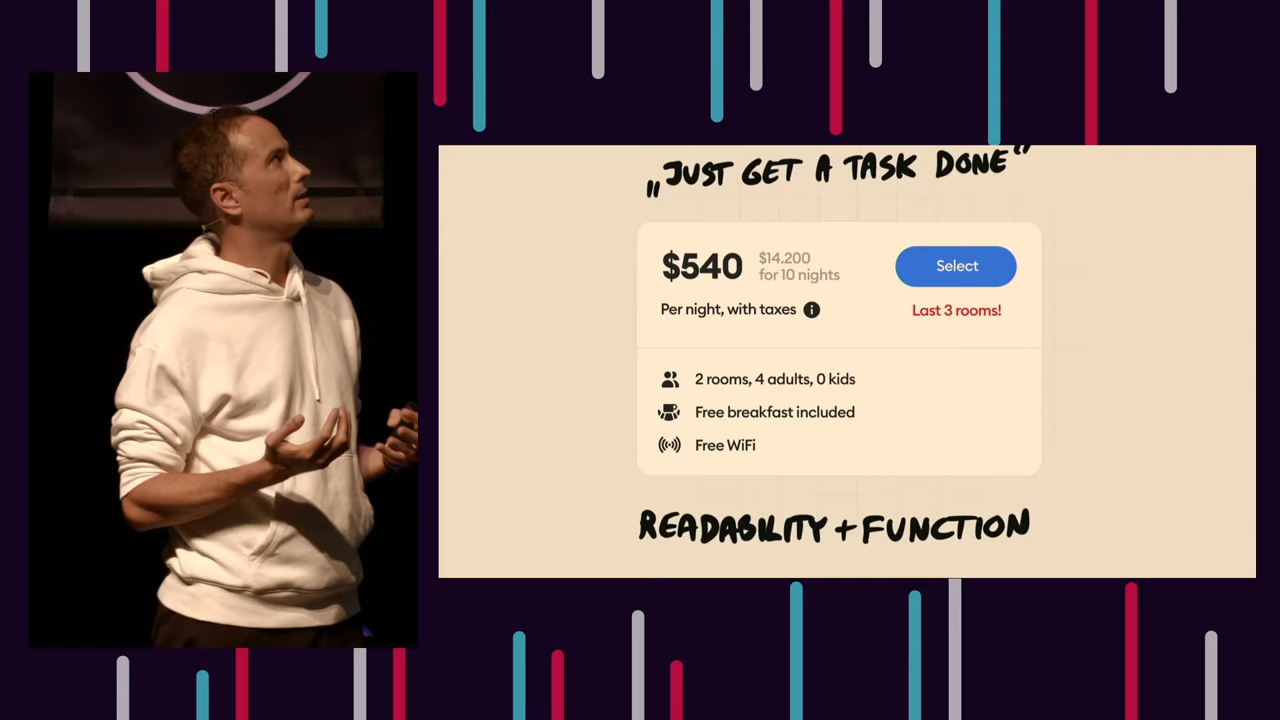 „JUST GET A TASK DONE“
$540
$14.200
for 10 nights
Select
Per night, with taxes
Last 3 rooms!
2 rooms, 4 adults, 0 kids
Free breakfast included
Free WiFi
READABILITY + FUNCTION